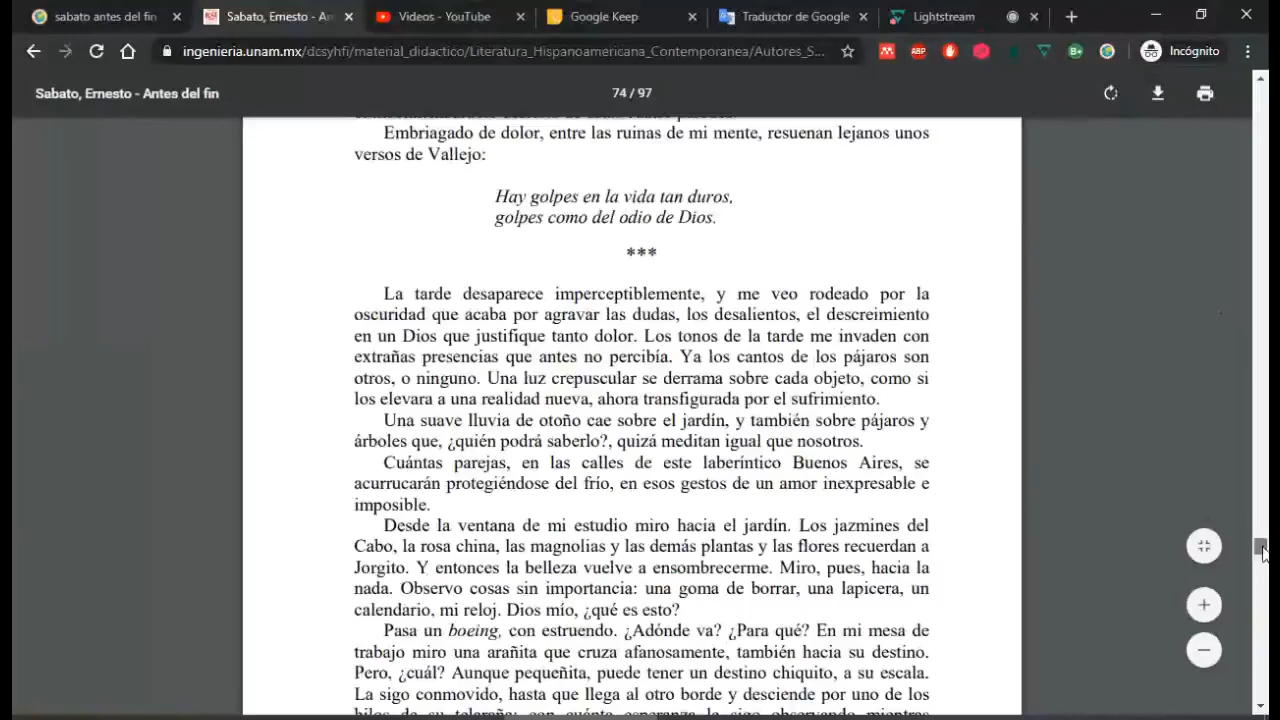 sabato antes del fin
Sabato, Ernesto - An
Videos - YouTube
Google Keep
Traductor de Google
Lightstream
ingenieria.unam.mx/dcsyhfi/material_didactico/Literatura_Hispanoamericana_Contemporanea/Autores_S...
ABP
B+
Incógnito
Sabato, Ernesto - Antes del fin
74 / 97
Embriagado de dolor, entre las ruinas de mi mente, resuenan lejanos unos
versos de Vallejo:
Hay golpes en la vida tan duros,
golpes como del odio de Dios.
***
La tarde desaparece imperceptiblemente, y me veo rodeado por la
oscuridad que acaba por agravar las dudas, los desalientos, el descreimiento
en un Dios que justifique tanto dolor. Los tonos de la tarde me invaden con
extrañas presencias que antes no percibía. Ya los cantos de los pájaros son
otros, o ninguno. Una luz crepuscular se derrama sobre cada objeto, como si
los elevara a una realidad nueva, ahora transfigurada por el sufrimiento.
Una suave lluvia de otoño cae sobre el jardín, y también sobre pájaros y
árboles que, ¿quién podrá saberlo?, quizá meditan igual que nosotros.
Cuántas parejas, en las calles de este laberíntico Buenos Aires, se
acurrucarán protegiéndose del frío, en esos gestos de un amor inexpresable e
imposible.
Desde la ventana de mi estudio miro hacia el jardín. Los jazmines del
Cabo, la rosa china, las magnolias y las demás plantas y las flores recuerdan a
Jorgito. Y entonces la belleza vuelve a ensombrecerme. Miro, pues, hacia la
nada. Observo cosas sin importancia: una goma de borrar, una lapicera, un
calendario, mi reloj. Dios mío, ¿qué es esto?
Pasa un boeing, con estruendo. ¿Adónde va? ¿Para qué? En mi mesa de
trabajo miro una arañita que cruza afanosamente, también hacia su destino.
Pero, ¿cuál? Aunque pequeñita, puede tener un destino chiquito, a su escala.
La sigo conmovido, hasta que llega al otro borde y desciende por uno de los
hilos de su telaraña; con cuánta esperanza la sigo observando mientras